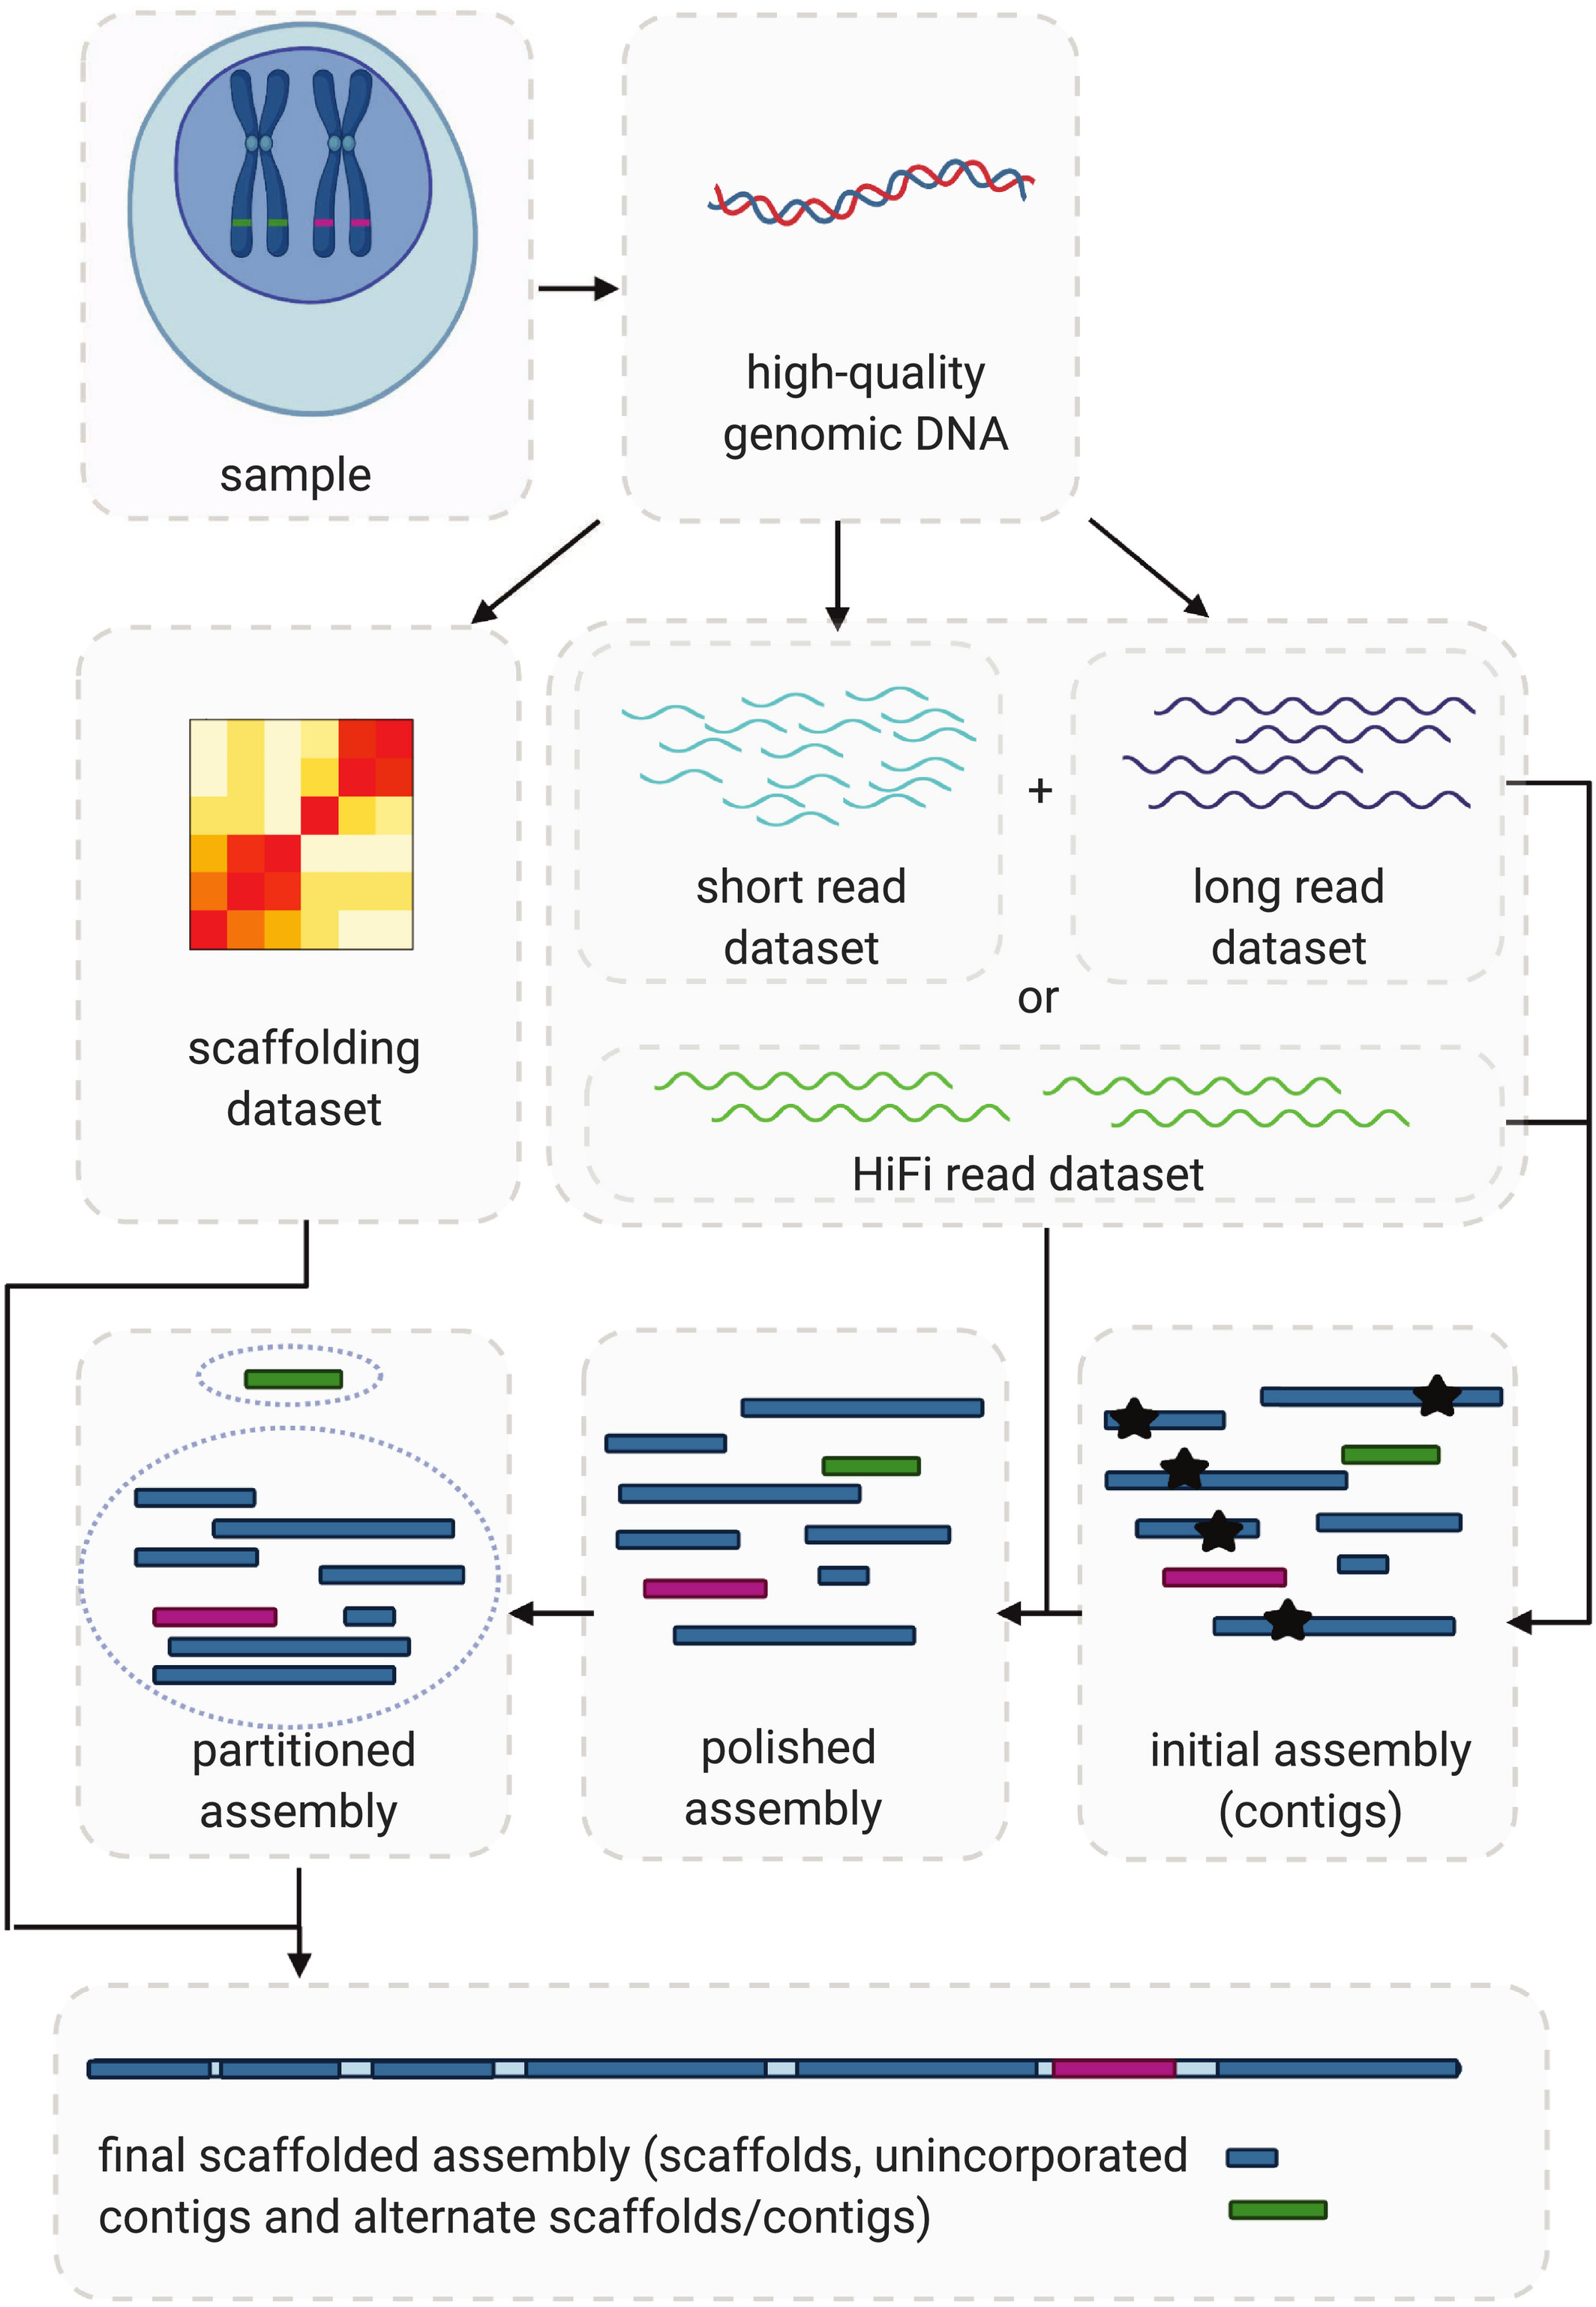 sample
high-quality
genomic DNA
scaffolding
dataset
short read
dataset
+
long read
dataset
or
HiFi read dataset
partitioned
assembly
polished
assembly
initial assembly
(contigs)
final scaffolded assembly (scaffolds, unincorporated
contigs and alternate scaffolds/contigs)